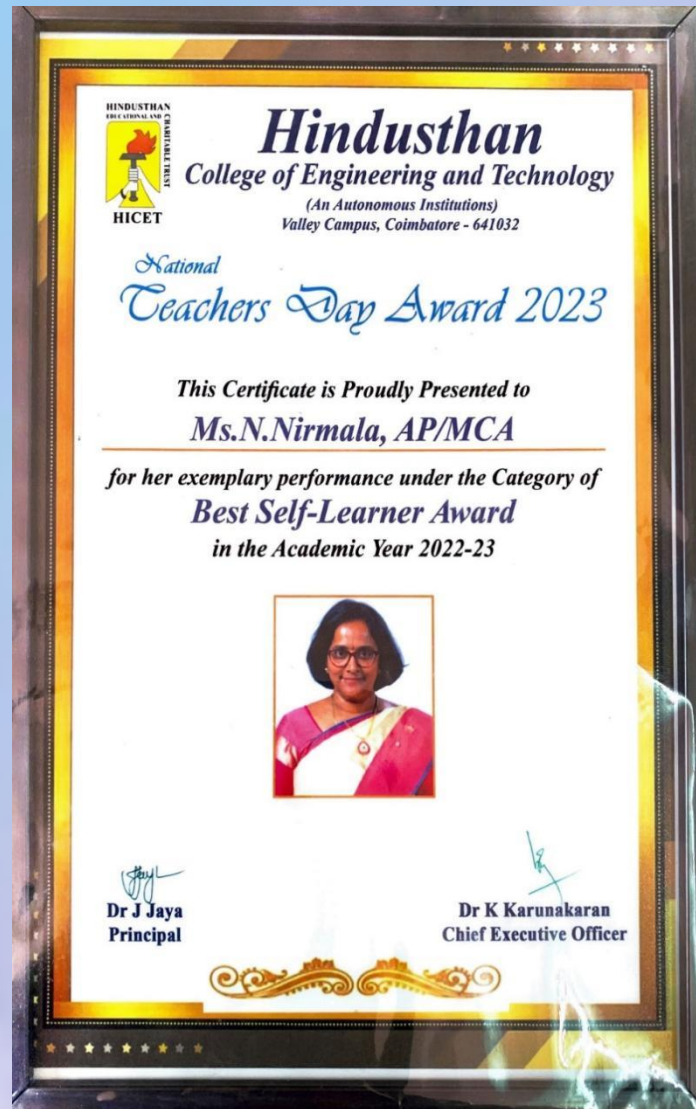 HINDUSTHAN
EDUCATIONAL AND
CHARITABLE TRUST
HICET
Hindusthan
College of Engineering and Technology
(An Autonomous Institutions)
Valley Campus, Coimbatore - 641032
National
Teachers Day Award 2023
This Certificate is Proudly Presented to
Ms.N.Nirmala, AP/MCA
for her exemplary performance under the Category of
Best Self-Learner Award
in the Academic Year 2022-23
Dr J Jaya
Principal
Dr K Karunakaran
Chief Executive Officer